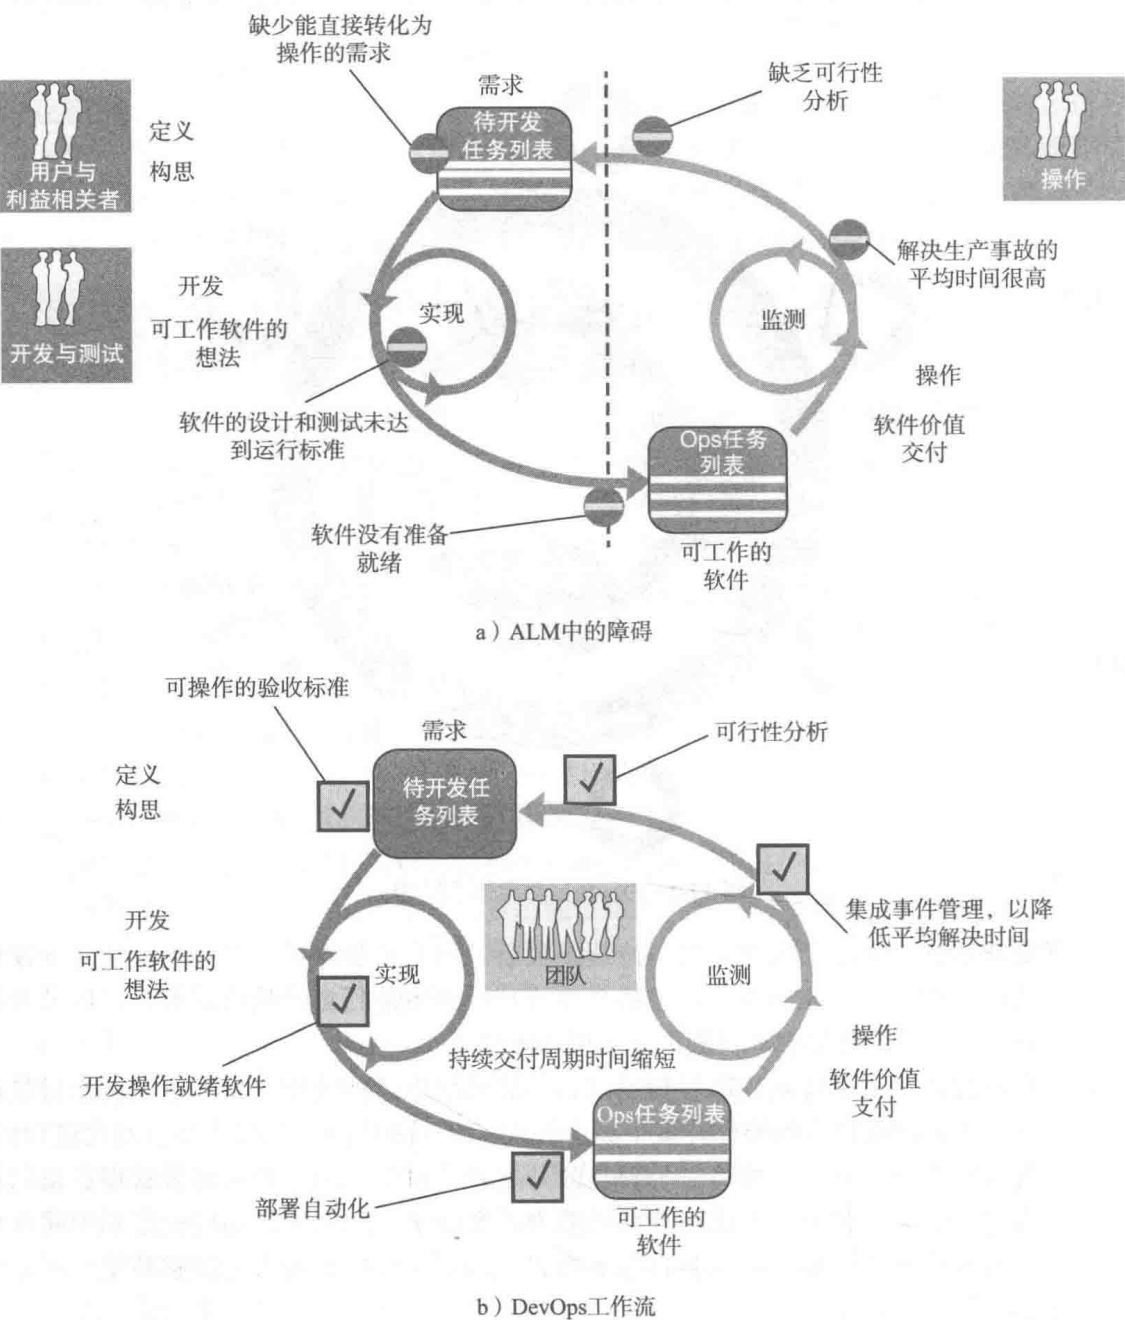 缺少能直接转化为
操作的需求
需求
缺乏可行性
分析
待开发
任务列表
定义
构思
用户与
利益相关者
操作
解决生产事故的
平均时间很高
开发
可工作软件的
想法
实现
监测
开发与测试
操作
软件价值
交付
软件的设计和测试未达
到运行标准
Ops任务
列表
软件没有准备
就绪
可工作的
软件
a）ALM中的障碍
可操作的验收标准
需求
可行性分析
定义
构思
待开发任
务列表
开发
可工作软件的
想法
集成事件管理，以降
低平均解决时间
实现
团队
监测
操作
软件价值
支付
持续交付周期时间缩短
开发操作就绪软件
Ops任务列表
部署自动化
可工作的
软件
b）DevOps工作流